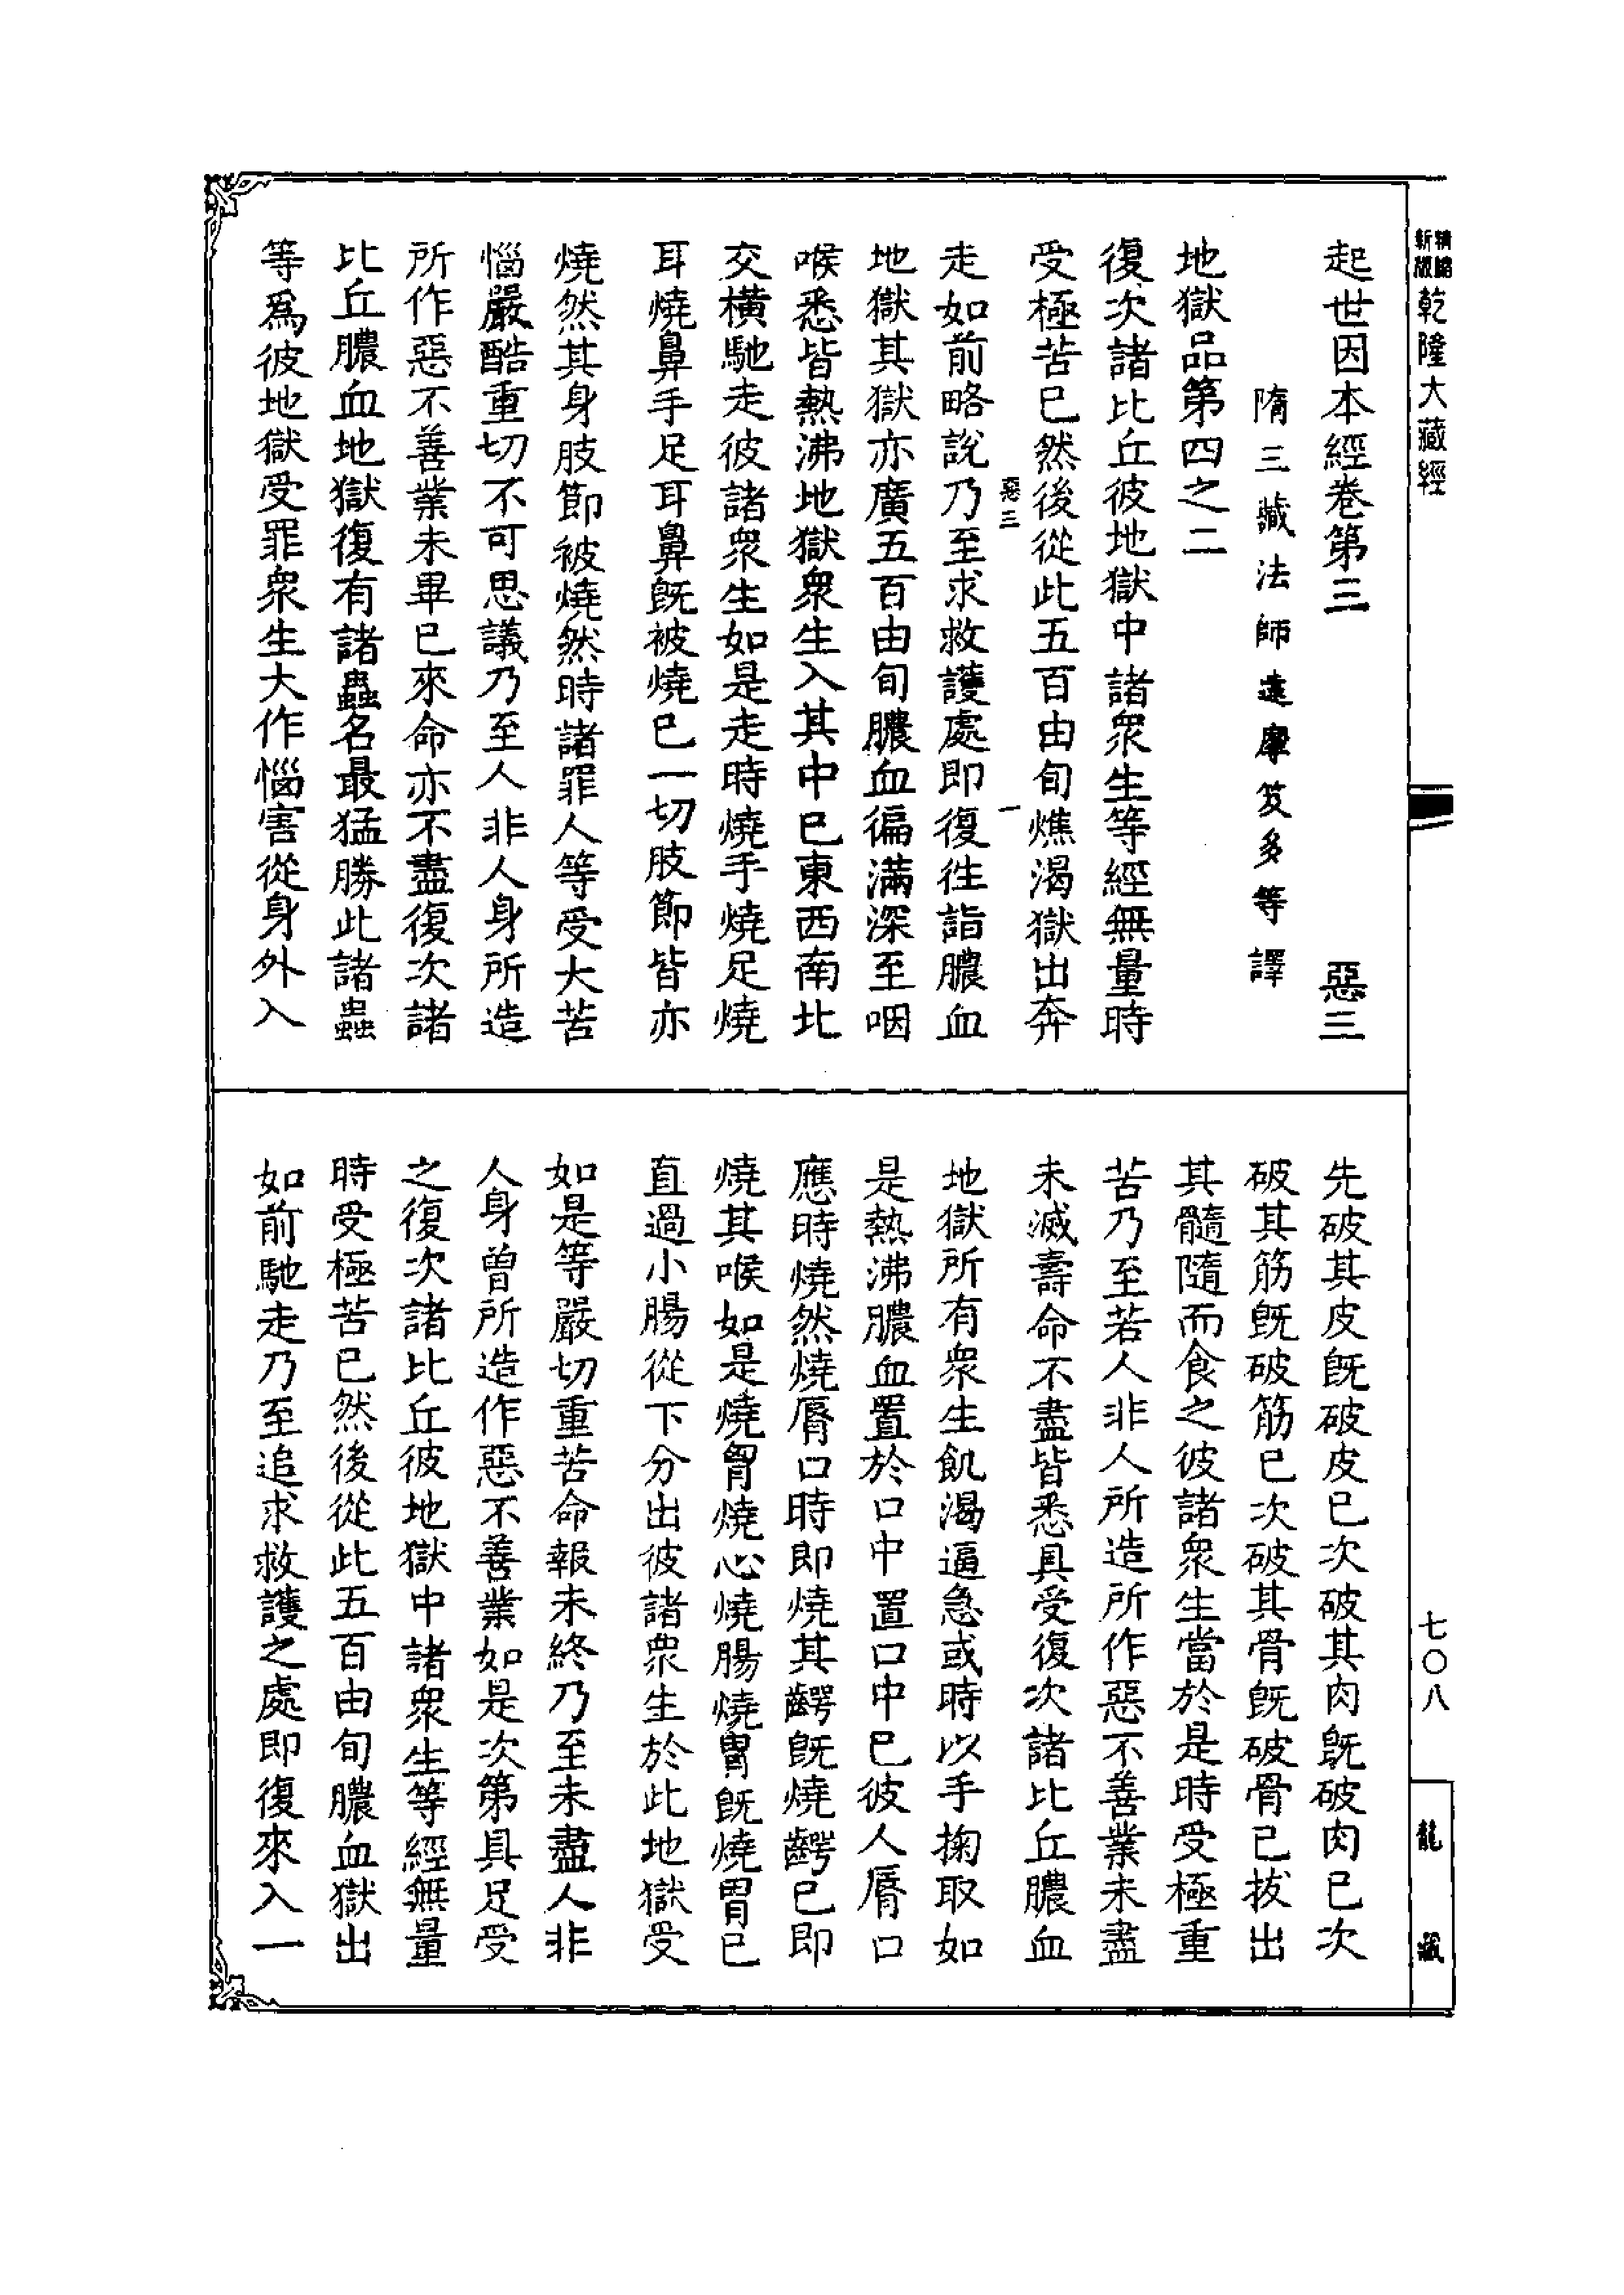 新版精縮乾隆大藏經
起世因本經卷第三 惡三
隋三藏法師達摩笈多等譯
地獄品第四之二
復次諸比丘彼地獄中諸衆生等經無量時
受極苦已然後從此五百由旬燋渴獄出奔
惡三 一
走如前略說乃至求救護處即復往詣膿血
地獄其獄亦廣五百由旬膿血徧滿深至咽
喉悉皆熱沸地獄衆生入其中已東西南北
交橫馳走彼諸衆生如是走時燒手燒足燒
耳燒鼻手足耳鼻旣被燒已一切肢節皆亦
燒然其身肢節被燒然時諸罪人等受大苦
惱嚴酷重切不可思議乃至人非人身所造
所作惡不善業未畢已來命亦不盡復次諸
比丘膿血地獄復有諸蟲名最猛勝此諸蟲
等爲彼地獄受罪衆生大作惱害從身外入
先破其皮旣破皮已次破其肉旣破肉已次
破其筋旣破筋已次破其骨旣破骨已拔出
其髓隨而食之彼諸衆生當於是時受極重
苦乃至若人非人所造所作惡不善業未盡
未滅壽命不盡皆悉具受復次諸比丘膿血
地獄所有衆生飢渴逼急或時以手掬取如
是熱沸膿血置於口中置口中已彼人脣口
應時燒然燒脣口時即燒其齶旣燒齶已即
燒其喉如是燒胷燒心燒腸燒胃旣燒胃已
直過小腸從下分出彼諸衆生於此地獄受
如是等嚴切重苦命報未終乃至未盡人非
人身曾所造作惡不善業如是次第具足受
之復次諸比丘彼地獄中諸衆生等經無量
時受極苦已然後從此五百由旬膿血獄出
如前馳走乃至追求救護之處即復來入一
七〇八
龍藏